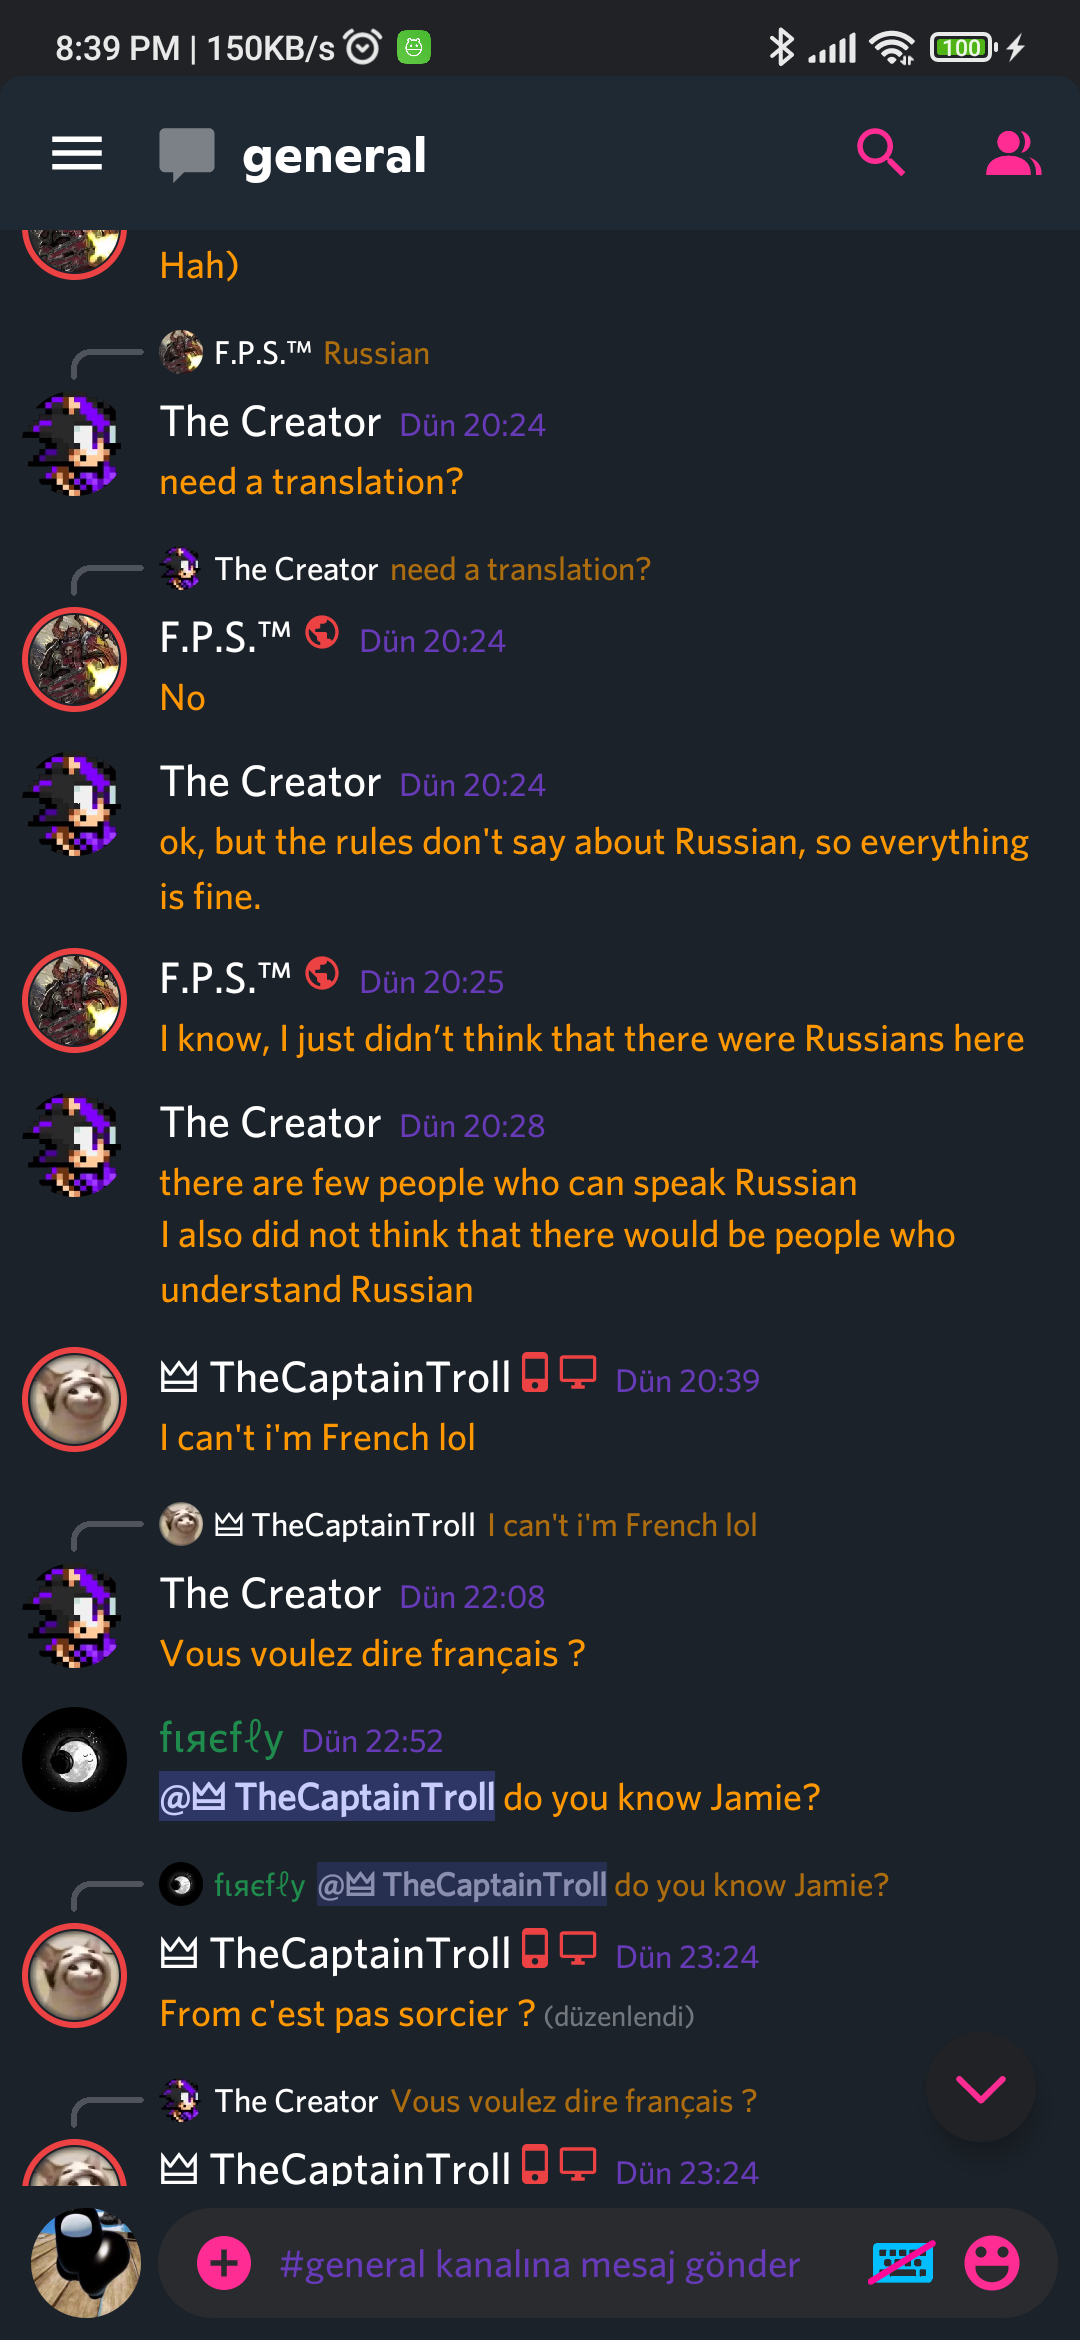 8:39 PM | 150KB/s 100
general
Hah)
F.P.S.™ Russian
The Creator Dün 20:24
need a translation?
The Creator need a translation?
F.P.S.™ Dün 20:24
No
The Creator Dün 20:24
ok, but the rules don't say about Russian, so everything
is fine.
F.P.S.™ Dün 20:25
I know, I just didn’t think that there were Russians here
The Creator Dün 20:28
there are few people who can speak Russian
I also did not think that there would be people who
understand Russian
TheCaptainTroll Dün 20:39
I can't i'm French lol
TheCaptainTroll I can't i'm French lol
The Creator Dün 22:08
Vous voulez dire français ?
fιяєfℓy Dün 22:52
@TheCaptainTroll do you know Jamie?
fιяєfℓy @TheCaptainTroll do you know Jamie?
TheCaptainTroll Dün 23:24
From c'est pas sorcier ? (düzenlendi)
The Creator Vous voulez dire français ?
TheCaptainTroll Dün 23:24
#general kanalına mesaj gönder